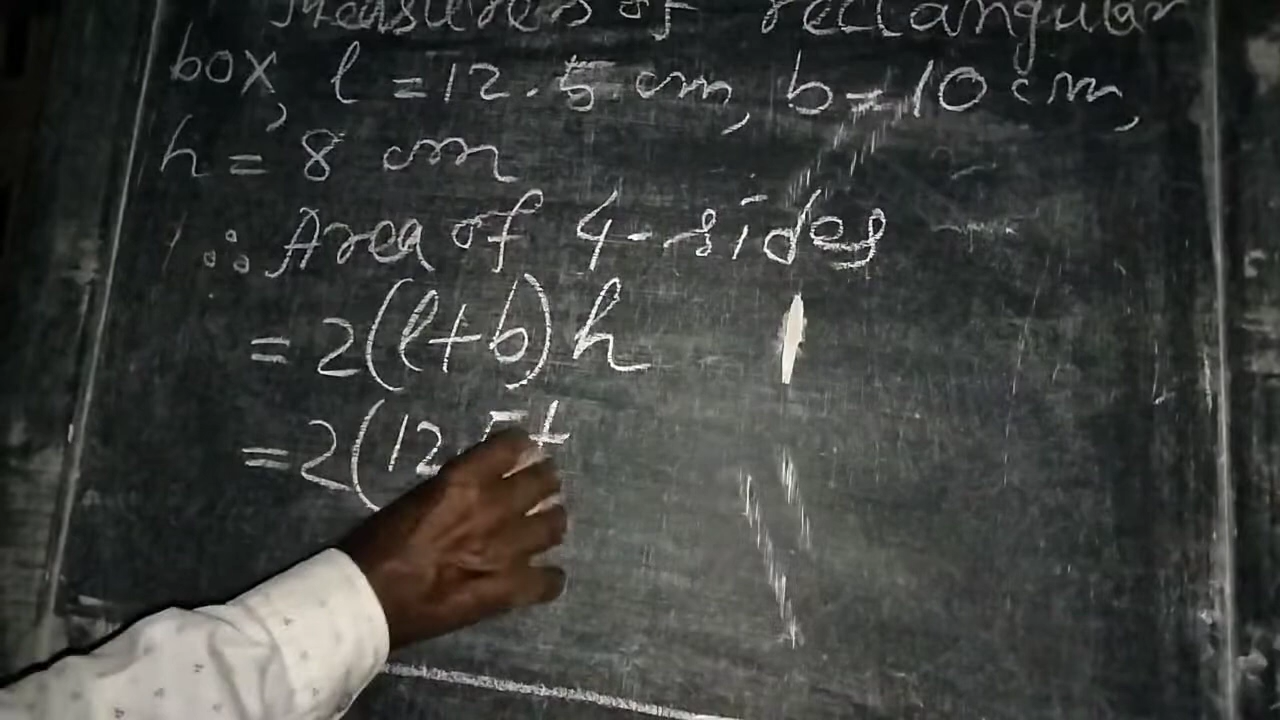 Measures of rectangular
box, l = 12.5 cm, b = 10 cm,
h = 8 cm
∴ Area of 4-sides
= 2(l+b)h
= 2(12.5+